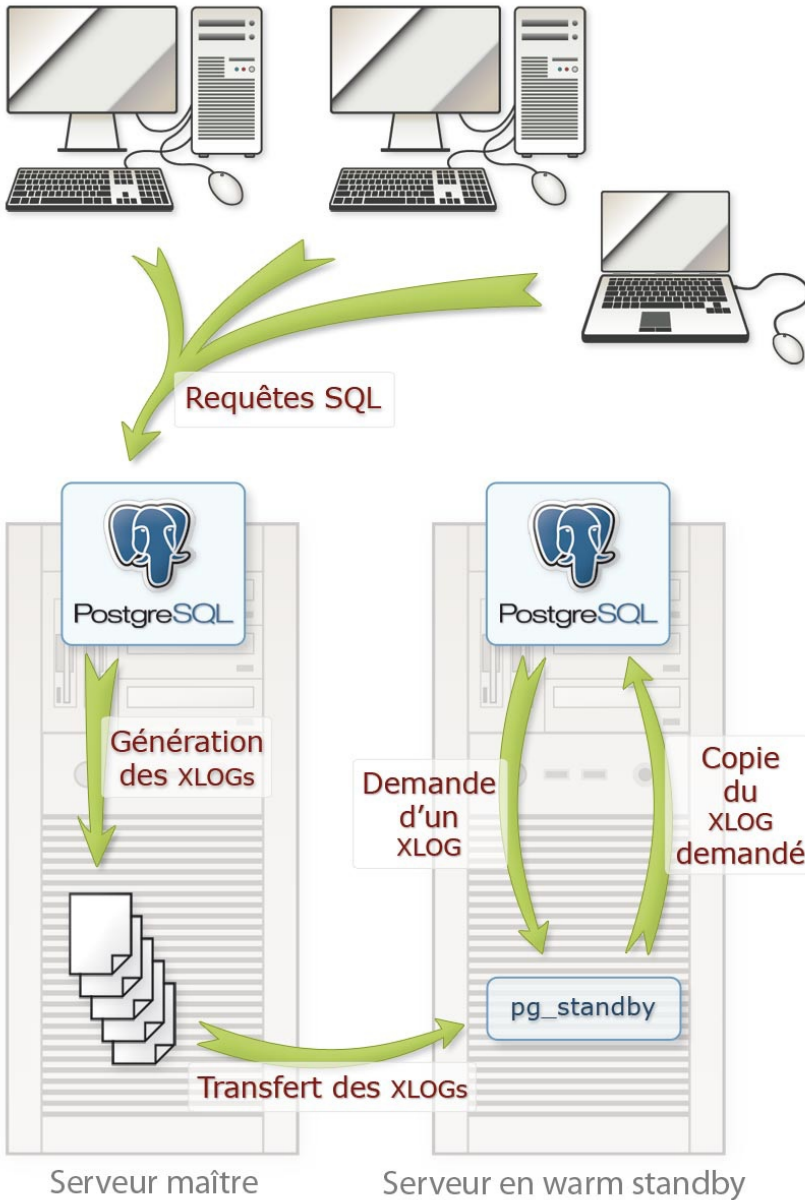 Requêtes SQL
PostgreSQL
PostgreSQL
Génération
des XLOGs
Demande
d'un
XLOG
Copie
du
XLOG
demandé
pg_standby
Transfert des XLOGs
Serveur maître
Serveur en warm standby